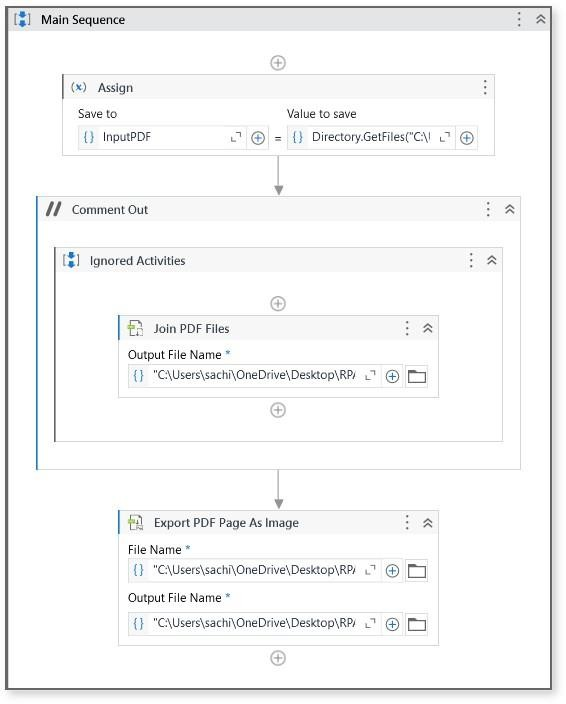 Main Sequence
(x) Assign
Save to Value to save
{} InputPDF = {} Directory.GetFiles("C:\
// Comment Out
Ignored Activities
Join PDF Files
Output File Name *
{} "C:\Users\sachi\OneDrive\Desktop\RP
Export PDF Page As Image
File Name *
{} "C:\Users\sachi\OneDrive\Desktop\RP
Output File Name *
{} "C:\Users\sachi\OneDrive\Desktop\RP